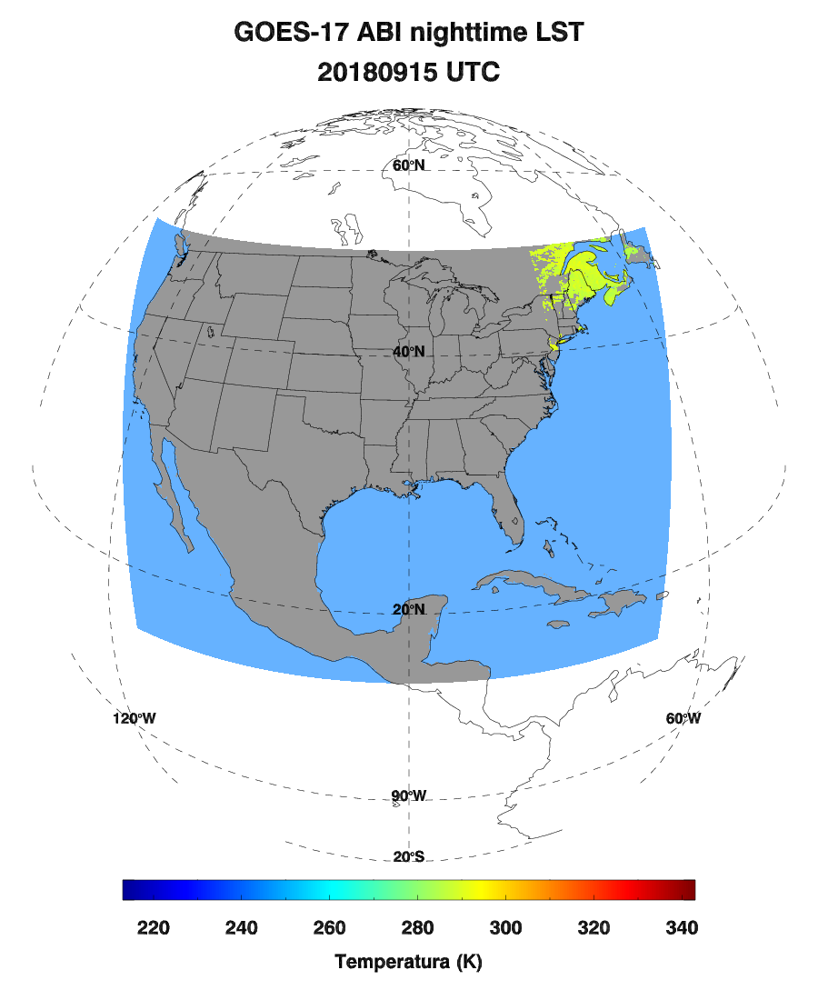 GOES-17 ABI nighttime LST
20180915 UTC
60°N
40°N
20°N
120°W 60°W
90°W
20°S
220 240 260 280 300 320 340
Temperatura (K)